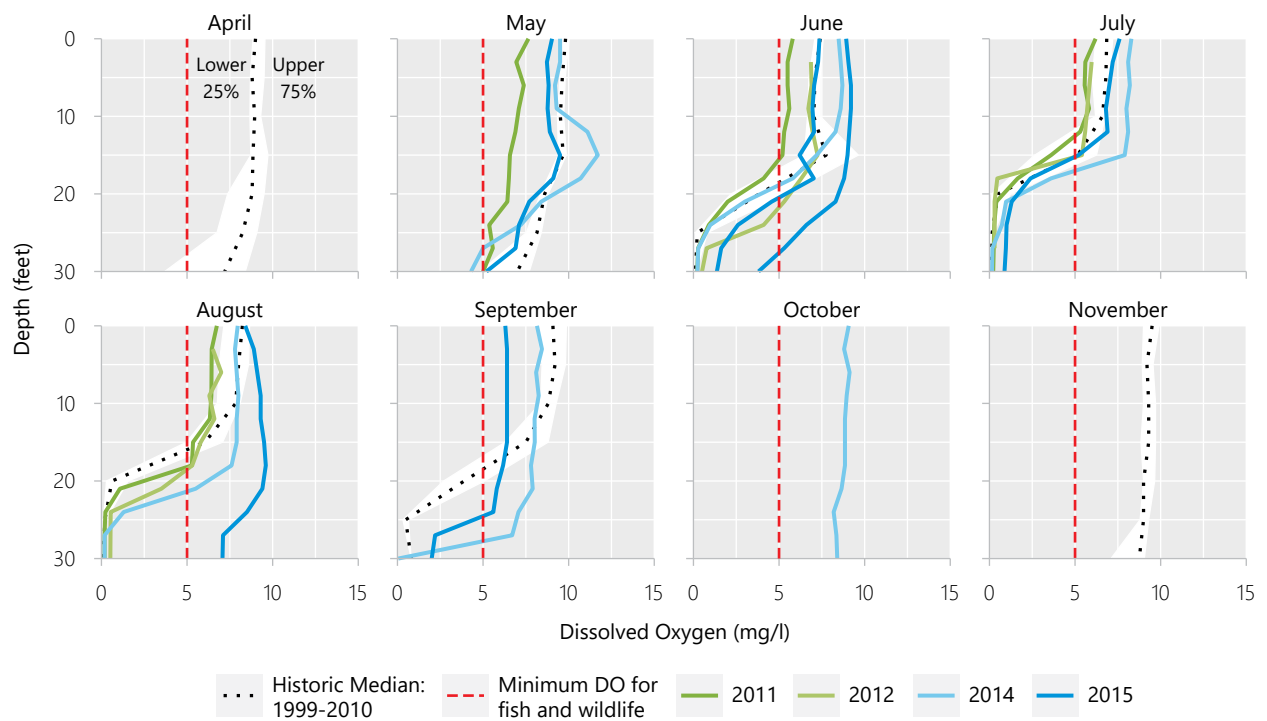 April
May
June
July
0
10
20
30
Lower
25%
Upper
75%
Depth (feet)
August
September
October
November
0
10
20
30
0
5
10
15
0
5
10
15
0
5
10
15
0
5
10
15
Dissolved Oxygen (mg/l)
Historic Median:
1999-2010
Minimum DO for
fish and wildlife
2011
2012
2014
2015